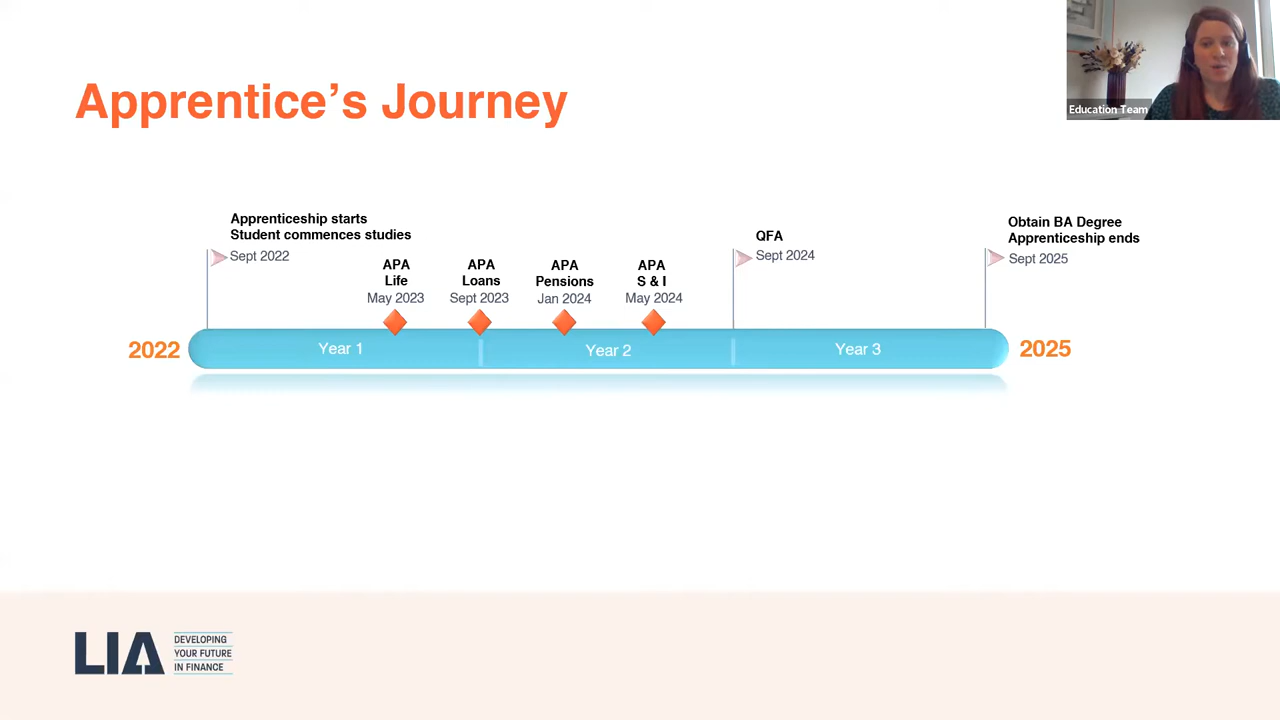 Apprentice's Journey
Education Team
Apprenticeship starts
Student commences studies
Sept 2022
APA
Life
May 2023
APA
Loans
Sept 2023
APA
Pensions
Jan 2024
APA
S & I
May 2024
QFA
Sept 2024
Obtain BA Degree
Apprenticeship ends
Sept 2025
2022
Year 1
Year 2
Year 3
2025
LIA
DEVELOPING
YOUR FUTURE
IN FINANCE